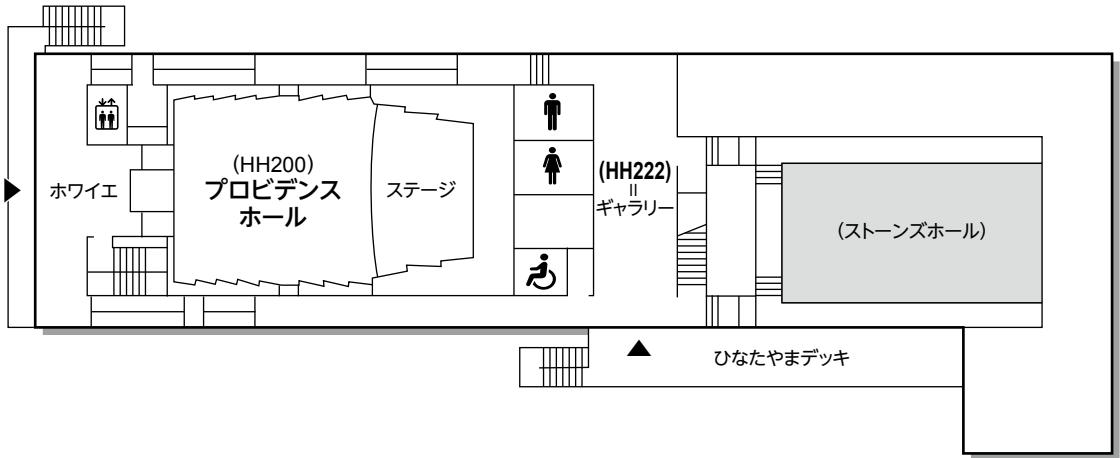 ホワイエ
(HH200)
プロビデンス
ホール
ステージ
(HH222)
=
ギャラリー
(ストーンズホール)
ひなたやまデッキ